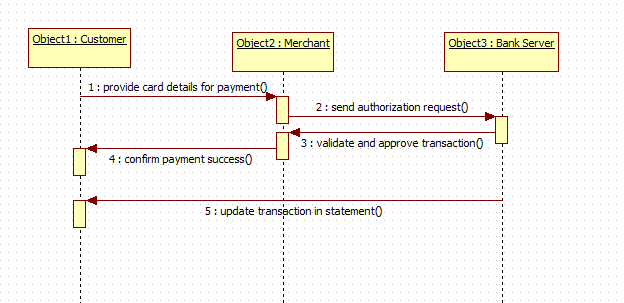 Object1 : Customer
Object2 : Merchant
Object3 : Bank Server
1 : provide card details for payment()
2 : send authorization request()
3 : validate and approve transaction()
4 : confirm payment success()
5 : update transaction in statement()